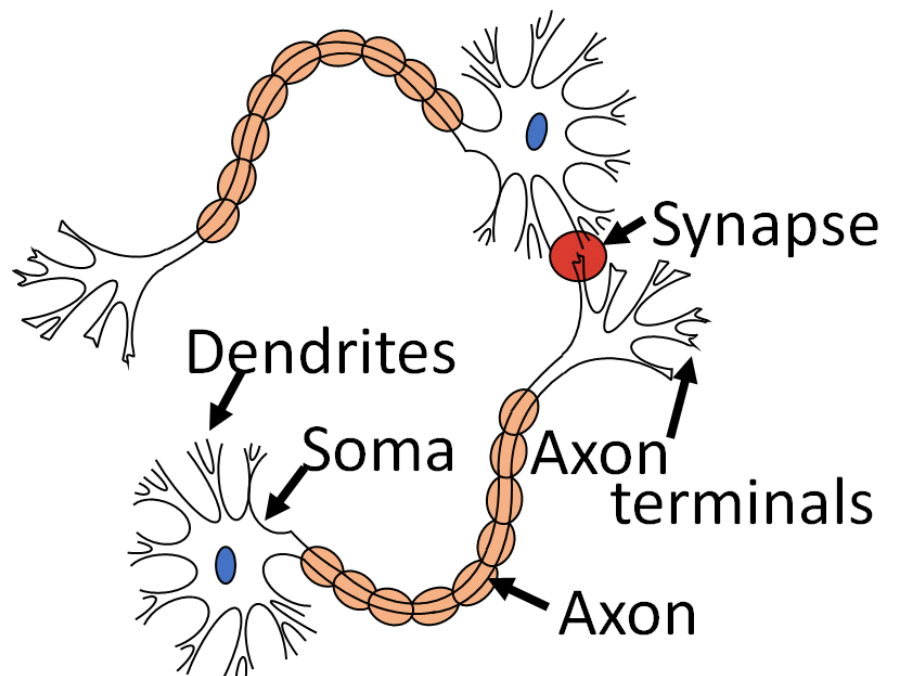 Synapse
Dendrites
Soma
Axon
terminals
Axon